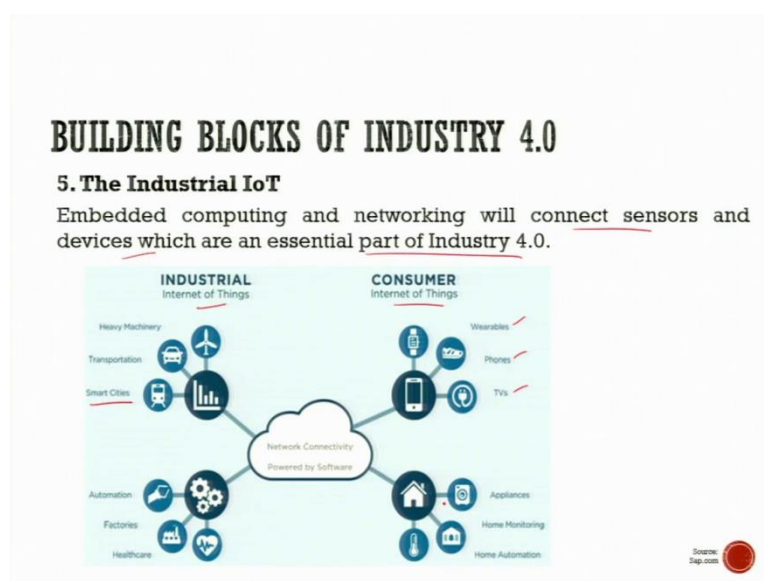 BUILDING BLOCKS OF INDUSTRY 4.0
5. The Industrial IoT
Embedded computing and networking will connect sensors and
devices which are an essential part of Industry 4.0.
INDUSTRIAL
Internet of Things
CONSUMER
Internet of Things
Heavy Machinery
Transportation
Smart Cities
Wearables
Phones
TVs
Network Connectivity
Powered by Software
Automation
Factories
Healthcare
Appliances
Home Monitoring
Home Automation
Source:
Sap.com